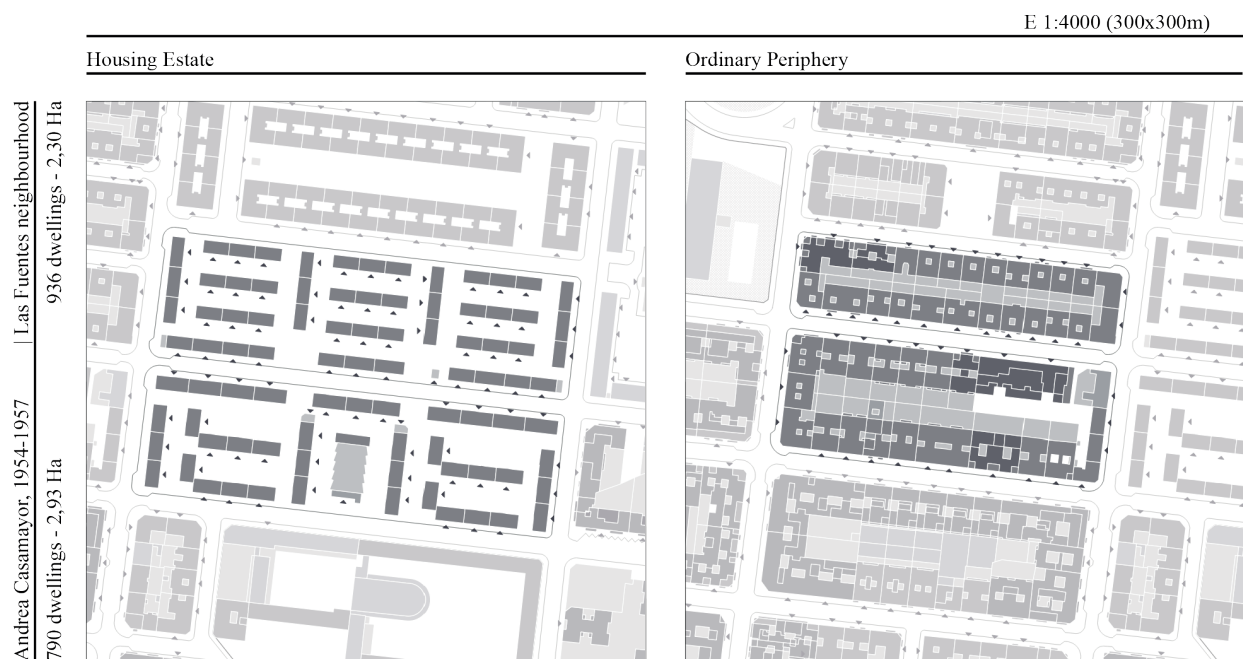 E 1:4000 (300x300m)
Housing Estate
Ordinary Periphery
Andrea Casamayor, 1954-1957 | Las Fuentes neighbourhood
790 dwellings - 2,93 Ha 936 dwellings - 2,30 Ha